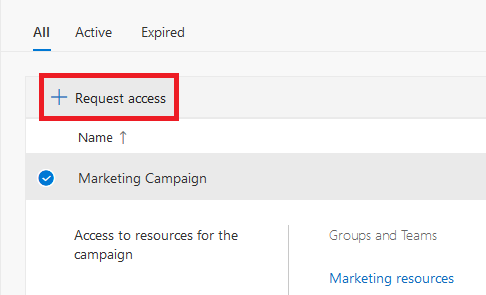 All Active Expired
+ Request access
Name ↑
Marketing Campaign
Access to resources for the
campaign
Groups and Teams
Marketing resources